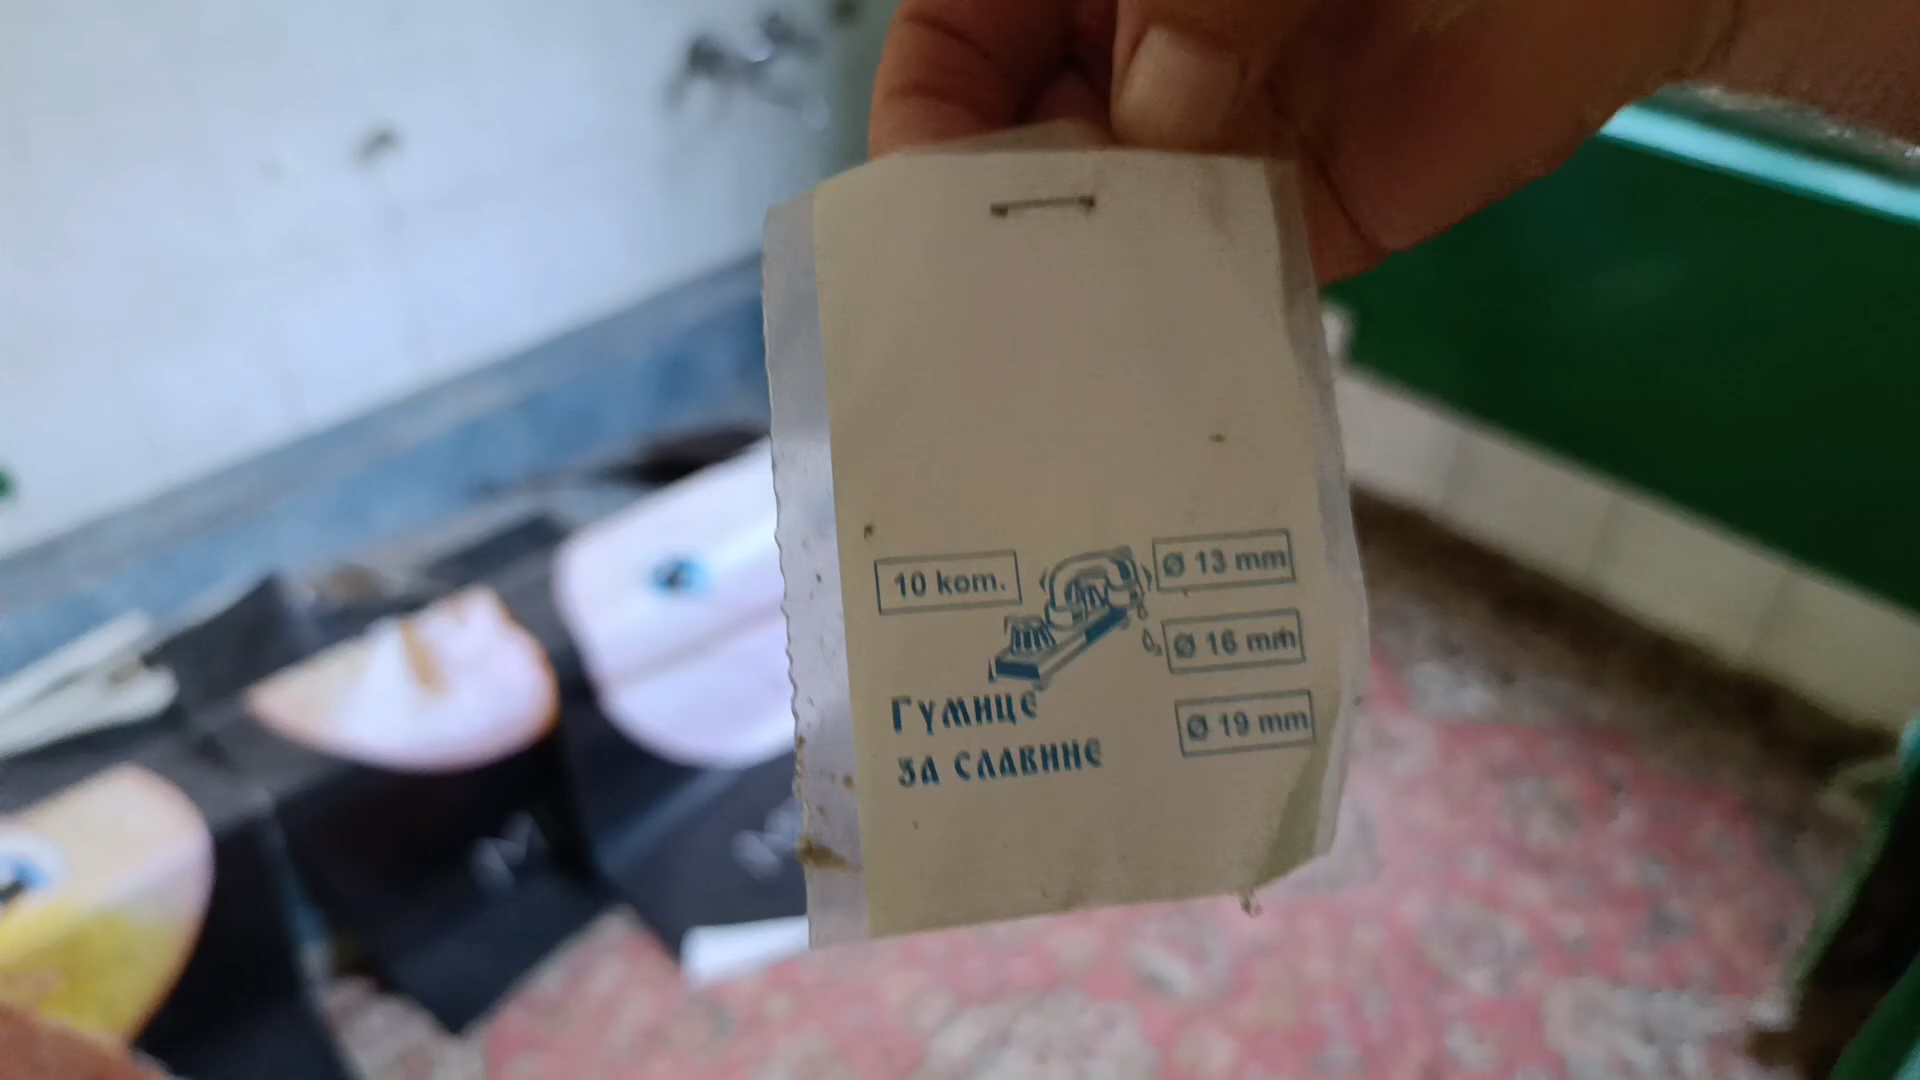 10 kom.
Ø 13 mm
Ø 16 mm
Ø 19 mm
ГУМИЦЕ
ЗА СЛАВИНЕ